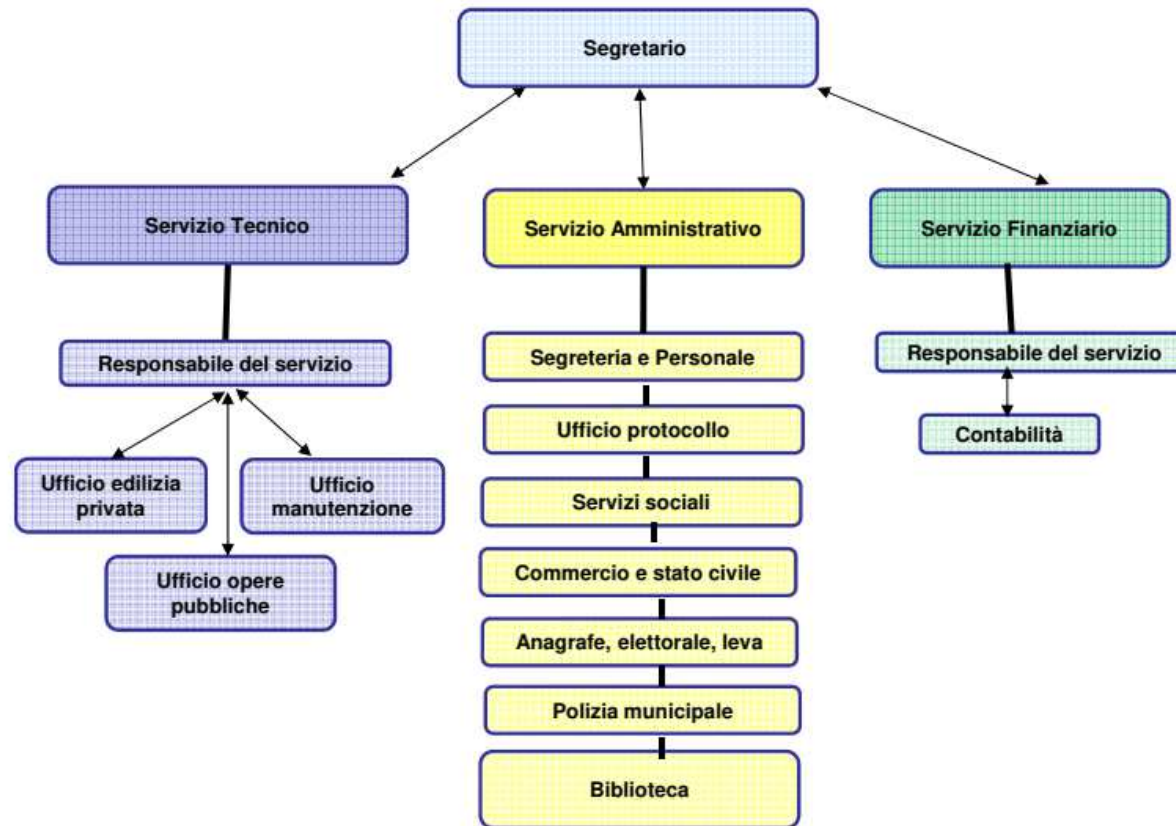 Segretario
Servizio Tecnico
Servizio Amministrativo
Servizio Finanziario
Responsabile del servizio
Segreteria e Personale
Responsabile del servizio
Ufficio protocollo
Contabilità
Ufficio edilizia
privata
Ufficio
manutenzione
Servizi sociali
Ufficio opere
pubbliche
Commercio e stato civile
Anagrafe, elettorale, leva
Polizia municipale
Biblioteca